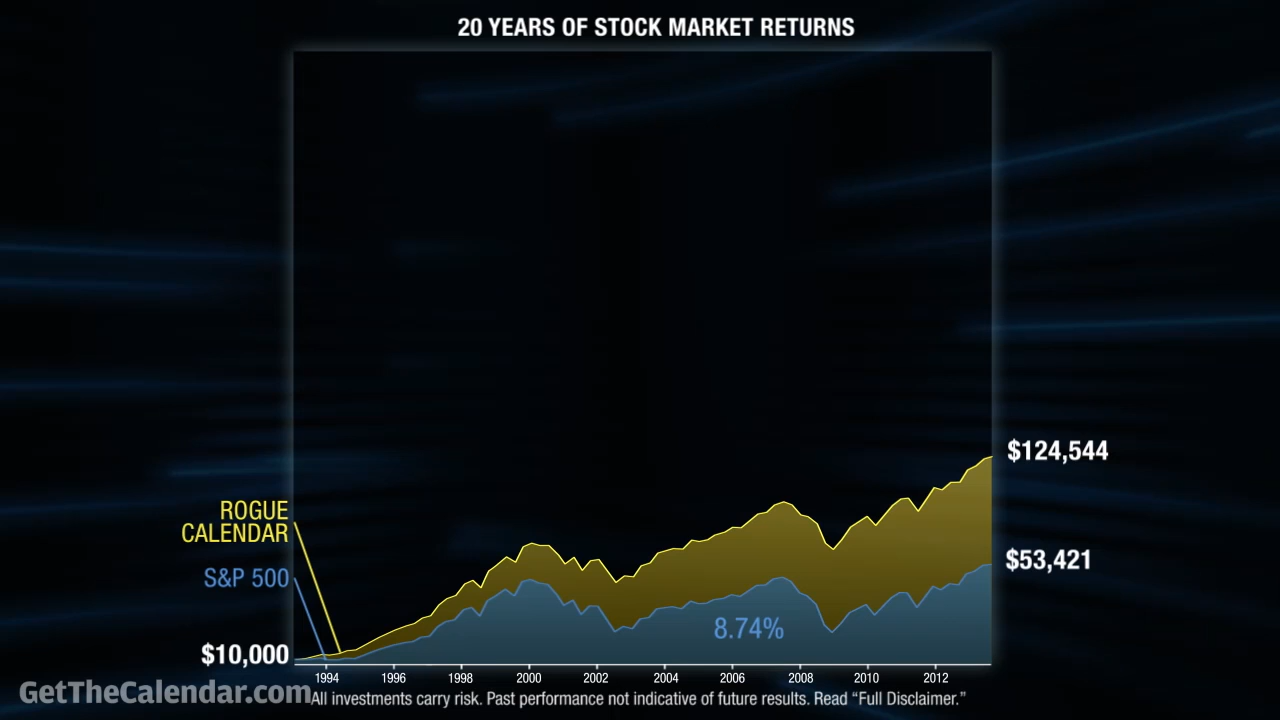 20 YEARS OF STOCK MARKET RETURNS
$124,544
ROGUE
CALENDAR
$53,421
S&P 500
8.74%
$10,000
1994 1996 1998 2000 2002 2004 2006 2008 2010 2012
GetTheCalendar.com
All investments carry risk. Past performance not indicative of future results. Read “Full Disclaimer.”